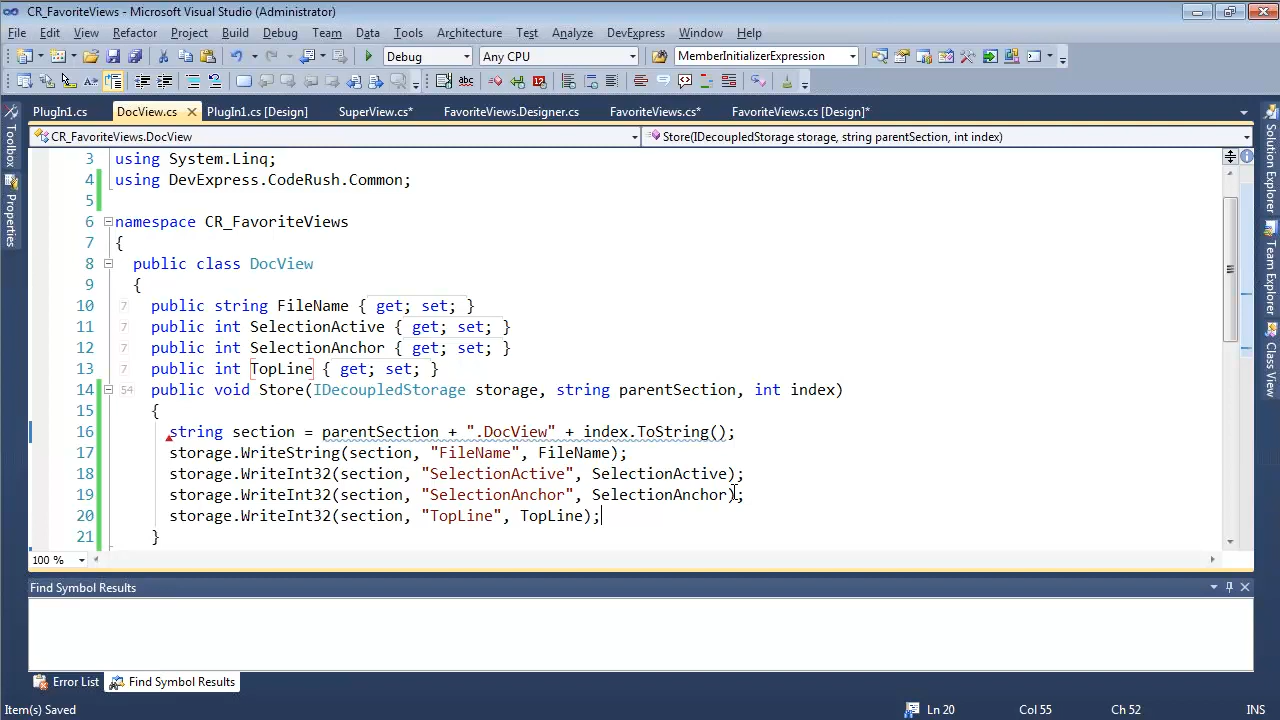 CR_FavoriteViews - Microsoft Visual Studio (Administrator)
File Edit View Refactor Project Build Debug Team Data Tools Architecture Test Analyze DevExpress Window Help
Debug Any CPU MemberInitializerExpression
PlugIn1.cs DocView.cs PlugIn1.cs [Design] SuperView.cs* FavoriteViews.Designer.cs FavoriteViews.cs* FavoriteViews.cs [Design]*
CR_FavoriteViews.DocView Store(IDecoupledStorage storage, string parentSection, int index)
Toolbox
Properties
Solution Explorer
Team Explorer
Class View
3 using System.Linq;
4 using DevExpress.CodeRush.Common;
5
6 namespace CR_FavoriteViews
7 {
8 public class DocView
9 {
10 7 public string FileName { get; set; }
11 7 public int SelectionActive { get; set; }
12 7 public int SelectionAnchor { get; set; }
13 7 public int TopLine { get; set; }
14 54 public void Store(IDecoupledStorage storage, string parentSection, int index)
15 {
16 string section = parentSection + ".DocView" + index.ToString();
17 storage.WriteString(section, "FileName", FileName);
18 storage.WriteInt32(section, "SelectionActive", SelectionActive);
19 storage.WriteInt32(section, "SelectionAnchor", SelectionAnchor);
20 storage.WriteInt32(section, "TopLine", TopLine);
21 }
100 %
Find Symbol Results
Error List Find Symbol Results
Item(s) Saved Ln 20 Col 55 Ch 52 INS